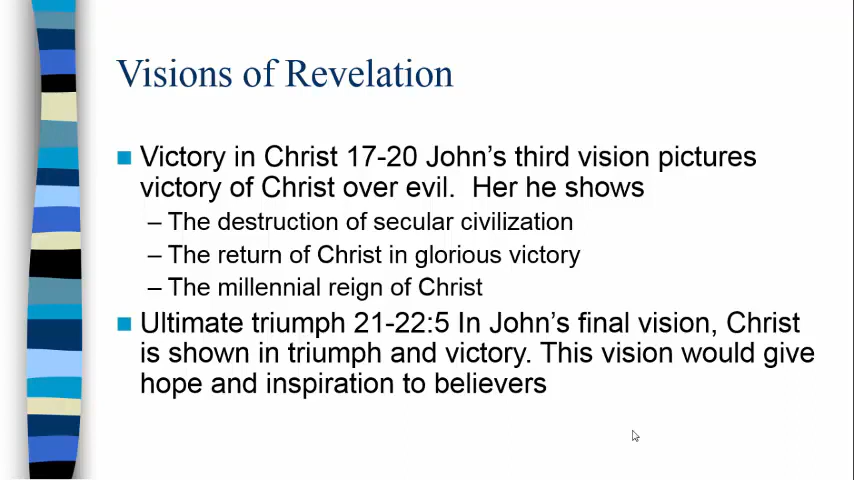 Visions of Revelation
Victory in Christ 17-20 John's third vision pictures
victory of Christ over evil. Her he shows
– The destruction of secular civilization
– The return of Christ in glorious victory
– The millennial reign of Christ
Ultimate triumph 21-22:5 In John's final vision, Christ
is shown in triumph and victory. This vision would give
hope and inspiration to believers